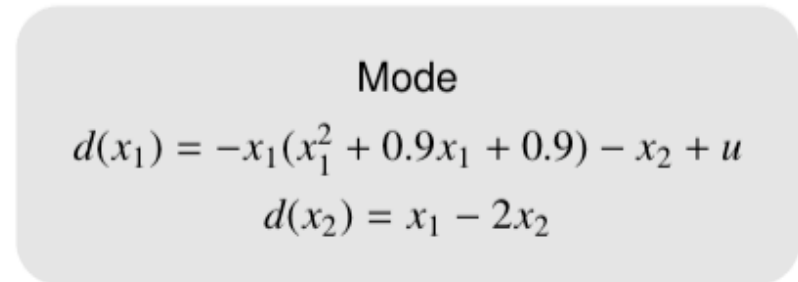 Mode
d(x₁) = −x₁(x₁² + 0.9x₁ + 0.9) − x₂ + u
d(x₂) = x₁ − 2x₂